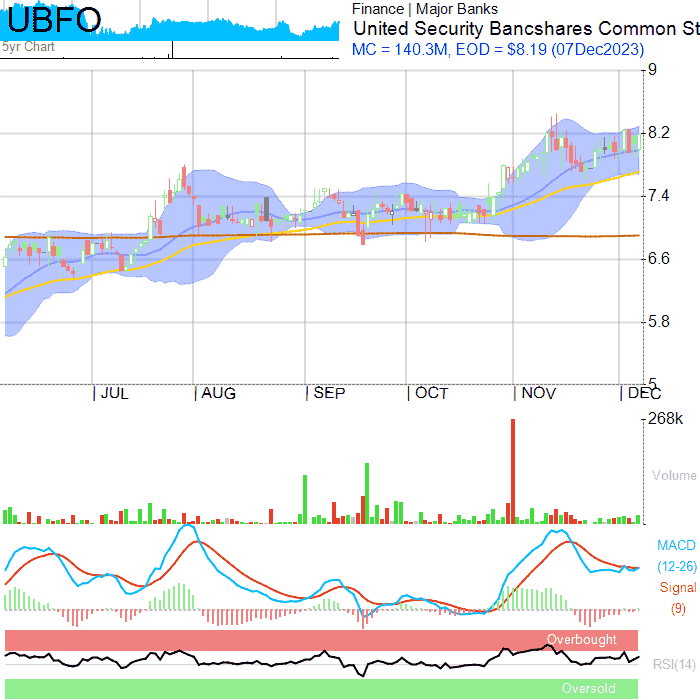 UBFO
5yr Chart
Finance | Major Banks
United Security Bancshares Common St
MC = 140.3M, EOD = $8.19 (07Dec2023)
9
8.2
7.4
6.6
5.8
5
JUL AUG SEP OCT NOV DEC
268k
Volume
MACD
(12-26)
Signal
(9)
Overbought
RSI(14)
Oversold